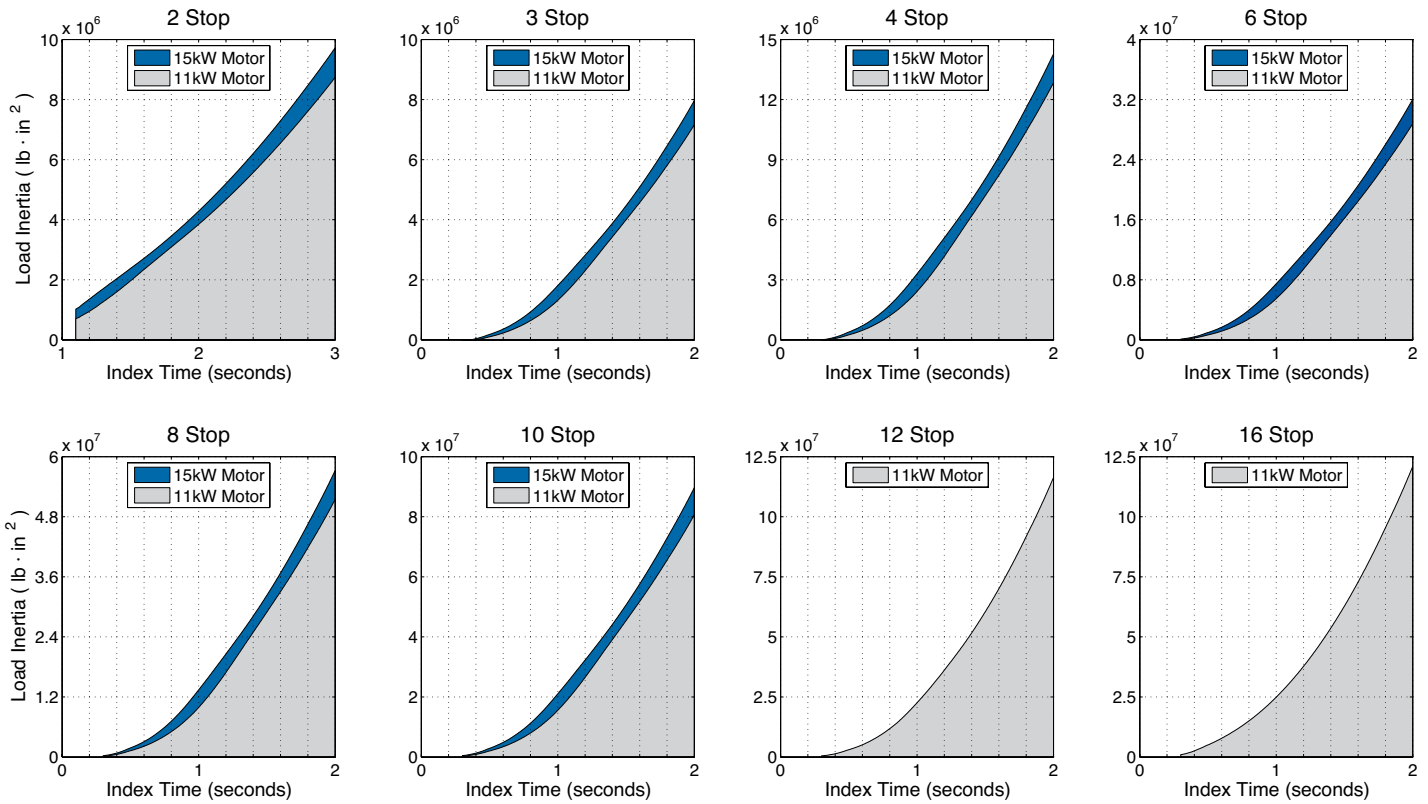 2 Stop
x 10^6
15kW Motor
11kW Motor
10
8
6
4
2
0
1
2
3
Load Inertia ( lb · in^2 )
Index Time (seconds)
3 Stop
x 10^6
15kW Motor
11kW Motor
10
8
6
4
2
0
0
1
2
Index Time (seconds)
4 Stop
x 10^6
15kW Motor
11kW Motor
15
12
9
6
3
0
0
1
2
Index Time (seconds)
6 Stop
x 10^7
15kW Motor
11kW Motor
4
3.2
2.4
1.6
0.8
0
0
1
2
Index Time (seconds)
8 Stop
x 10^7
15kW Motor
11kW Motor
6
4.8
3.6
2.4
1.2
0
0
1
2
Load Inertia ( lb · in^2 )
Index Time (seconds)
10 Stop
x 10^7
15kW Motor
11kW Motor
10
8
6
4
2
0
0
1
2
Index Time (seconds)
12 Stop
x 10^7
11kW Motor
12.5
10
7.5
5
2.5
0
0
1
2
Index Time (seconds)
16 Stop
x 10^7
11kW Motor
12.5
10
7.5
5
2.5
0
0
1
2
Index Time (seconds)